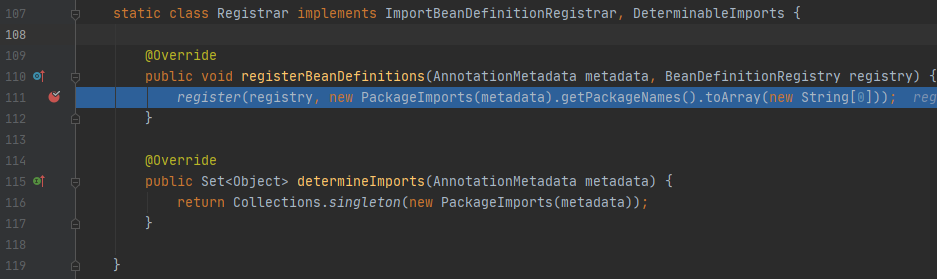 107 static class Registrar implements ImportBeanDefinitionRegistrar, DeterminableImports {
108
109 @Override
110 public void registerBeanDefinitions(AnnotationMetadata metadata, BeanDefinitionRegistry registry) {
111 register(registry, new PackageImports(metadata).getPackageNames().toArray(new String[0])); reg
112 }
113
114 @Override
115 public Set<Object> determineImports(AnnotationMetadata metadata) {
116 return Collections.singleton(new PackageImports(metadata));
117 }
118
119 }